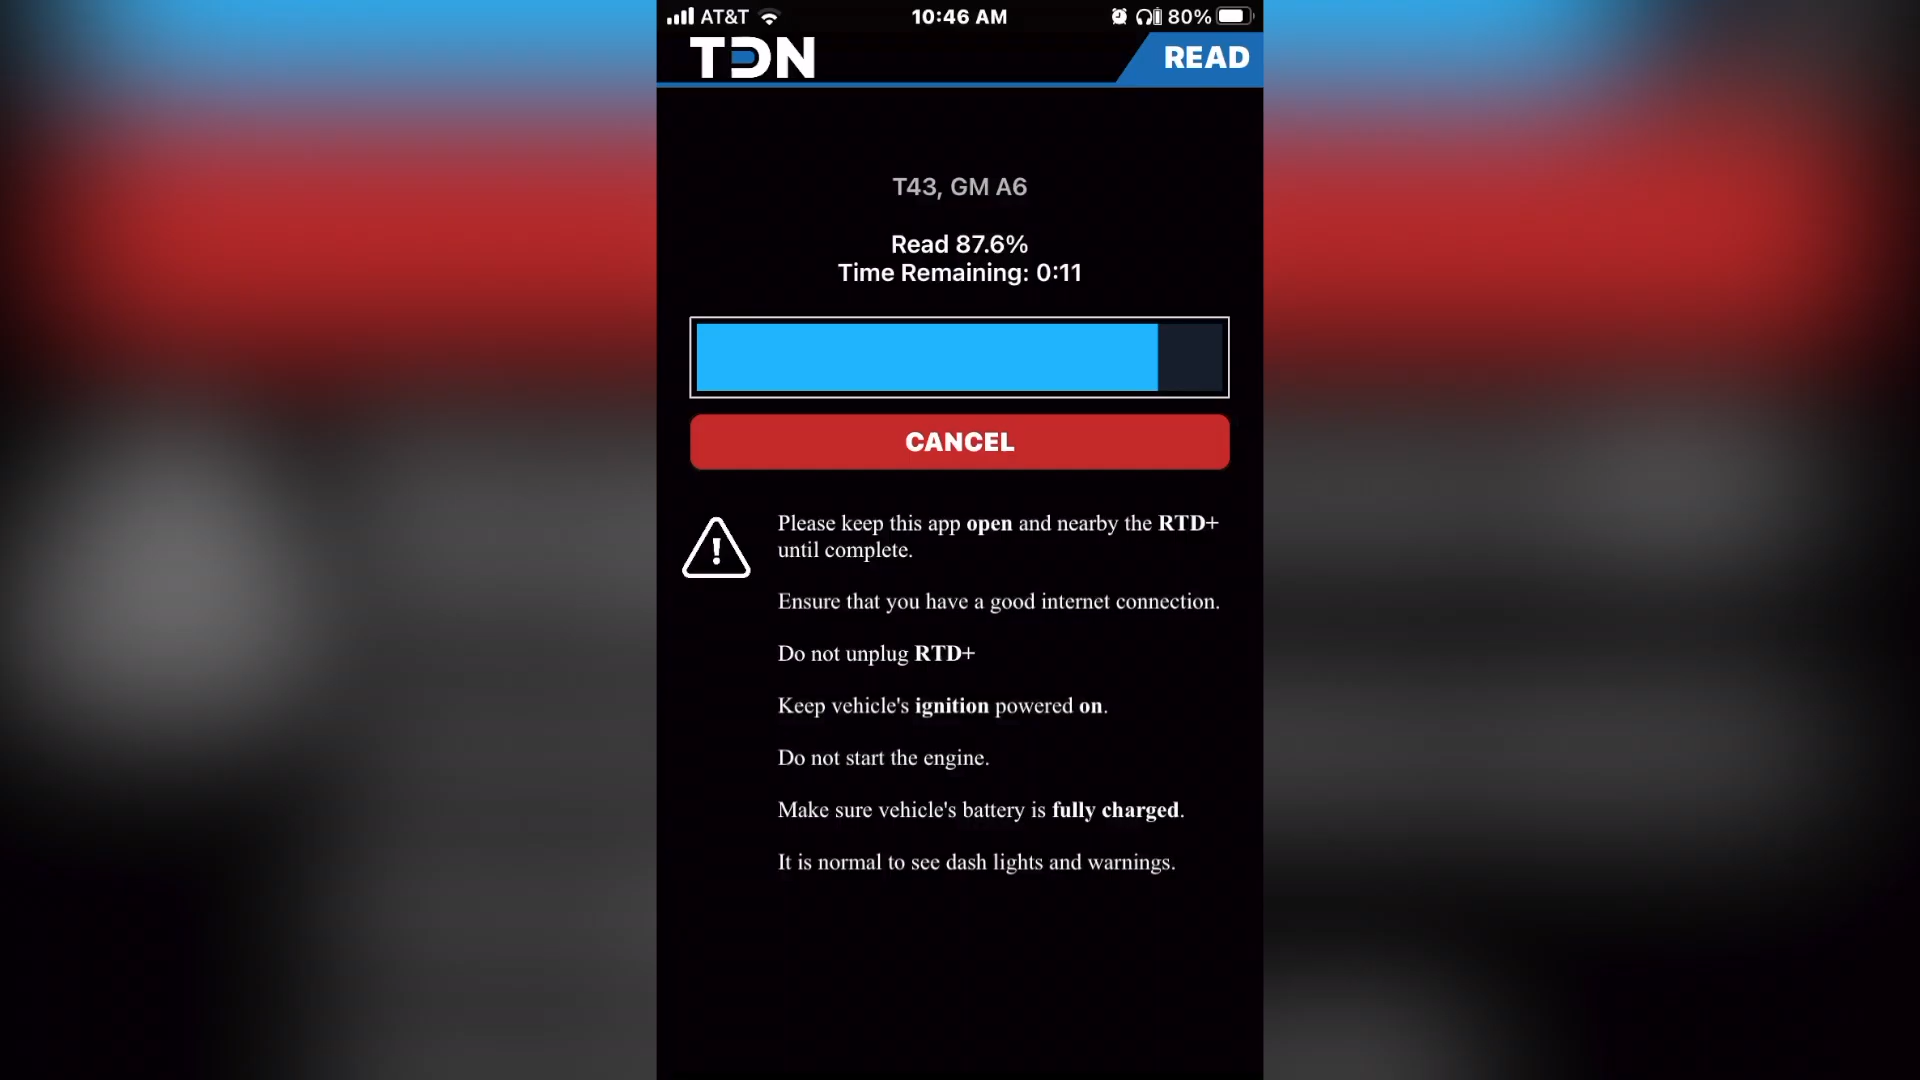 AT&T 10:46 AM 80%
TDN READ
T43, GM A6
Read 87.6%
Time Remaining: 0:11
CANCEL
Please keep this app open and nearby the RTD+
until complete.
Ensure that you have a good internet connection.
Do not unplug RTD+
Keep vehicle's ignition powered on.
Do not start the engine.
Make sure vehicle's battery is fully charged.
It is normal to see dash lights and warnings.